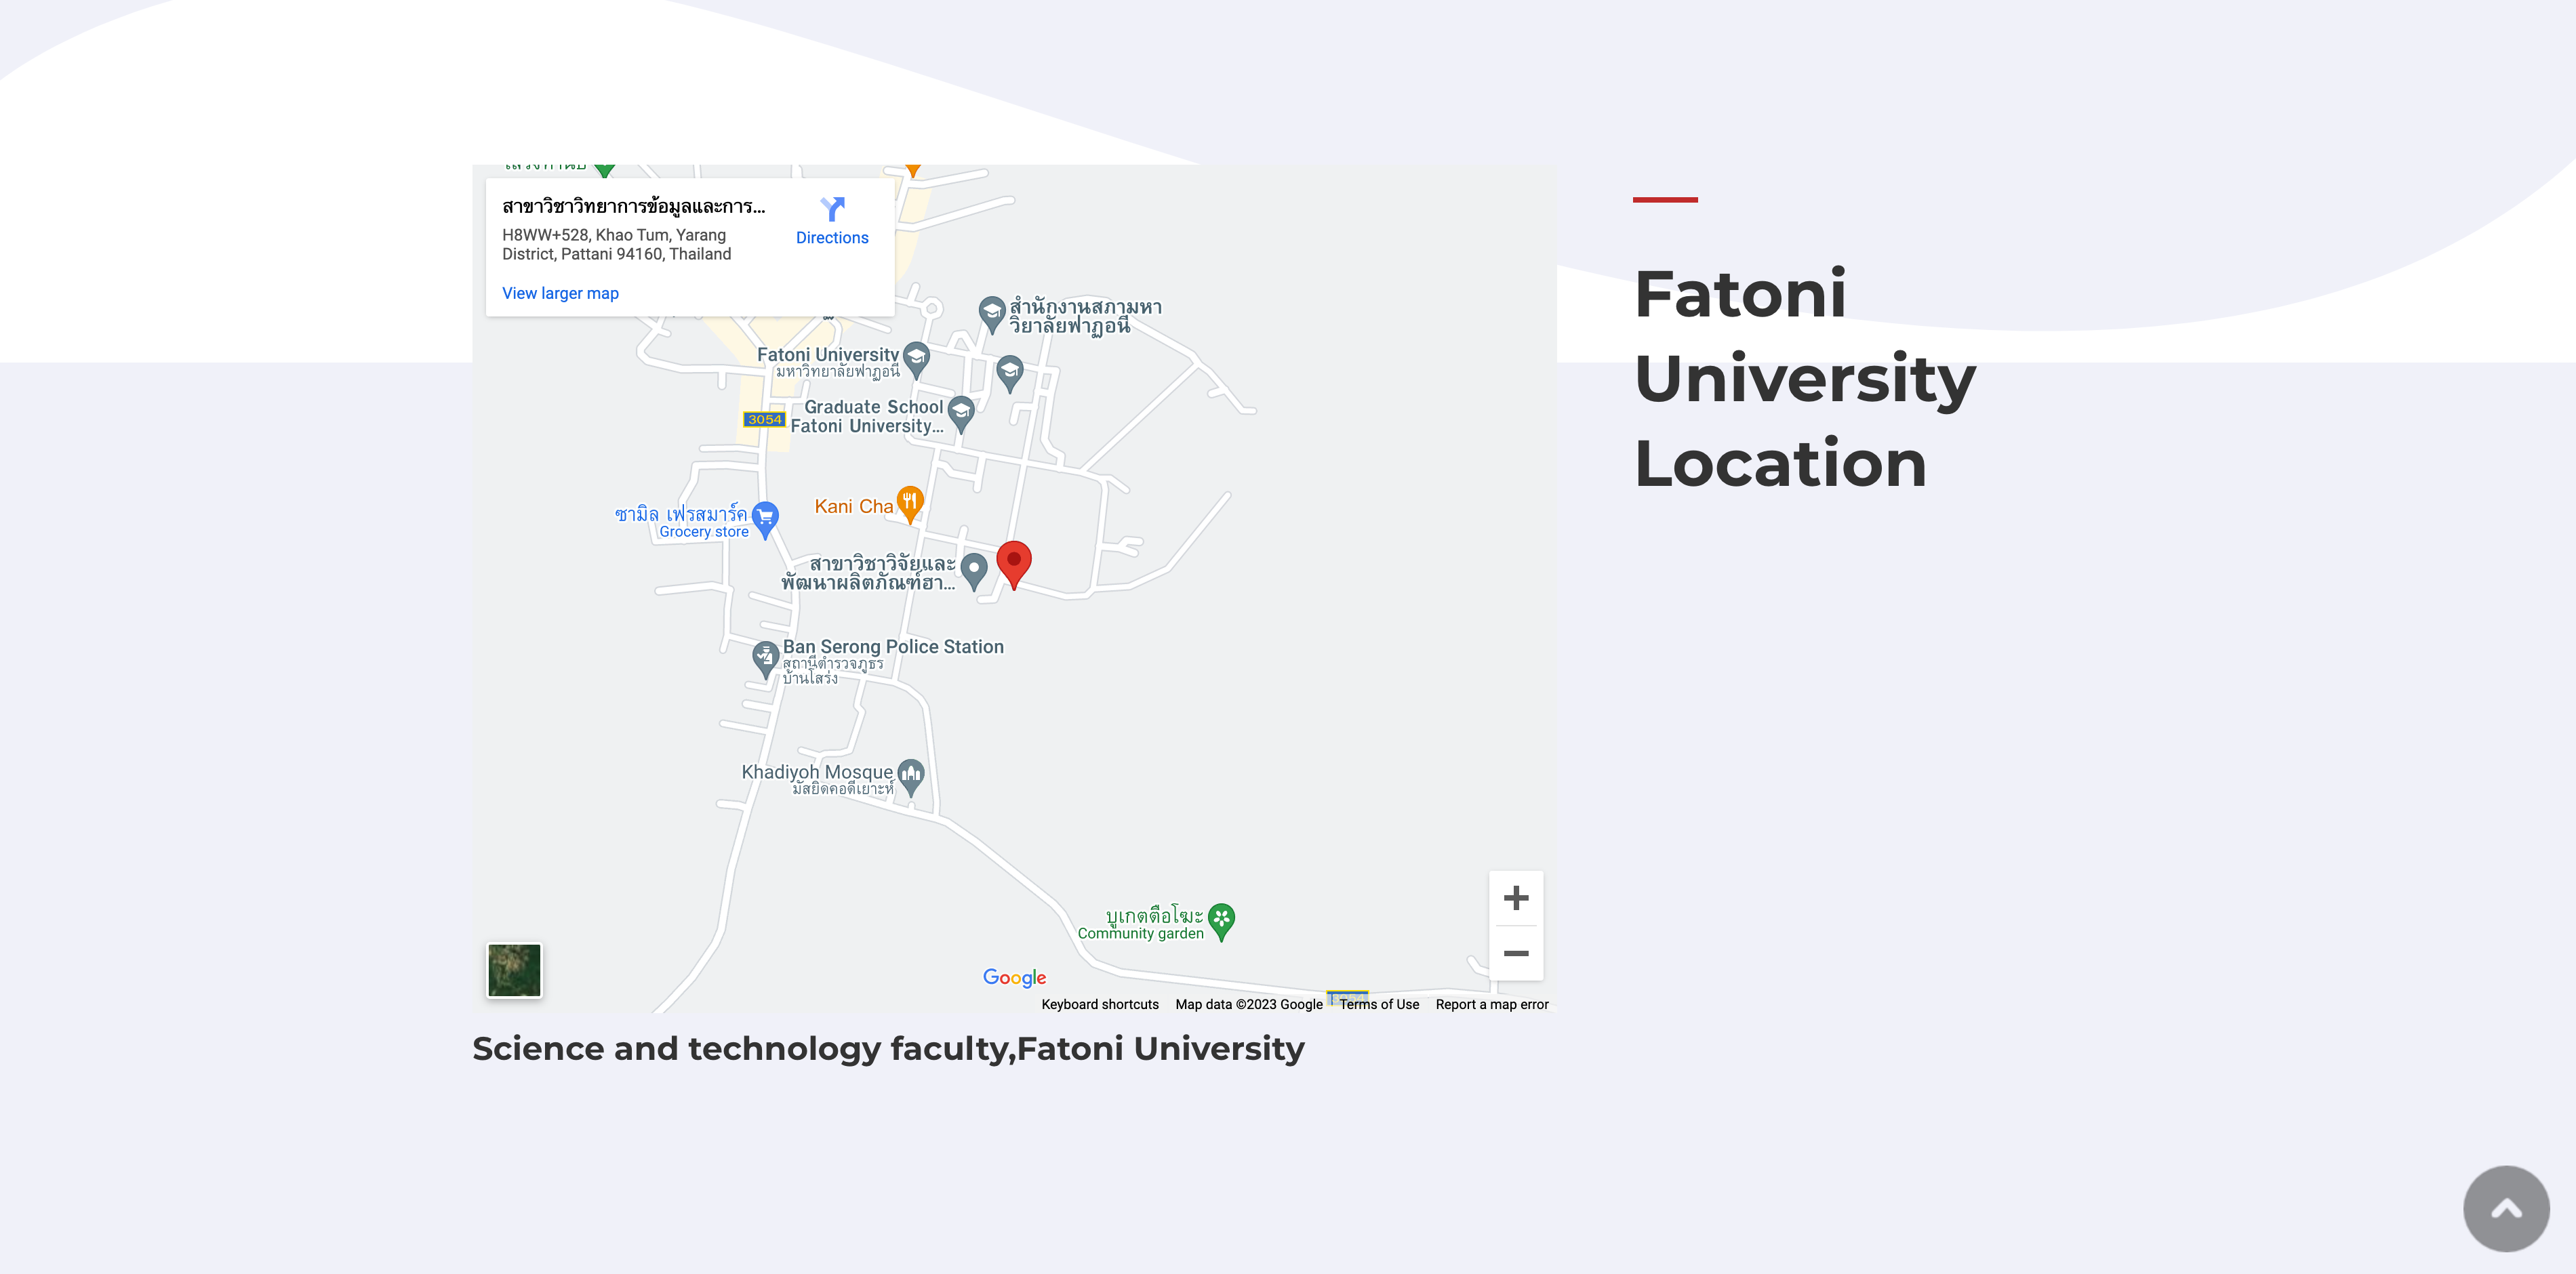 สาขาวิชาวิทยาการข้อมูลและการ...
H8WW+528, Khao Tum, Yarang
District, Pattani 94160, Thailand
Directions
View larger map
Fatoni
University
Location
สำนักงานสภามหา
วิยาลัยฟาฏอนี
Fatoni University
มหาวิทยาลัยฟาฏอนี
Graduate School
Fatoni University...
3054
Kani Cha
ซามิล เฟรสมาร์ค
Grocery store
สาขาวิชาวิจัยและ
พัฒนาผลิตภัณฑ์ฮา...
Ban Serong Police Station
สถานีตำรวจภูธร
บ้านโสร่ง
Khadiyoh Mosque
มัสยิดคอดีเยาะห์
บูเกตตือโฆะ
Community garden
Google
Keyboard shortcuts
Map data ©2023 Google
Terms of Use
Report a map error
Science and technology faculty,Fatoni University